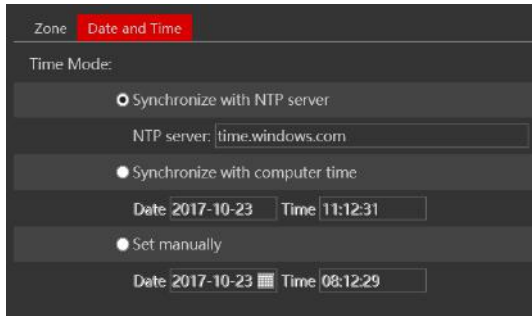 Zone Date and Time
Time Mode:
Synchronize with NTP server
NTP server: time.windows.com
Synchronize with computer time
Date 2017-10-23 Time 11:12:31
Set manually
Date 2017-10-23 Time 08:12:29